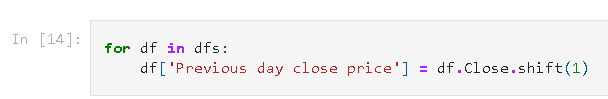 In [14]:
for df in dfs:
    df['Previous day close price'] = df.Close.shift(1)